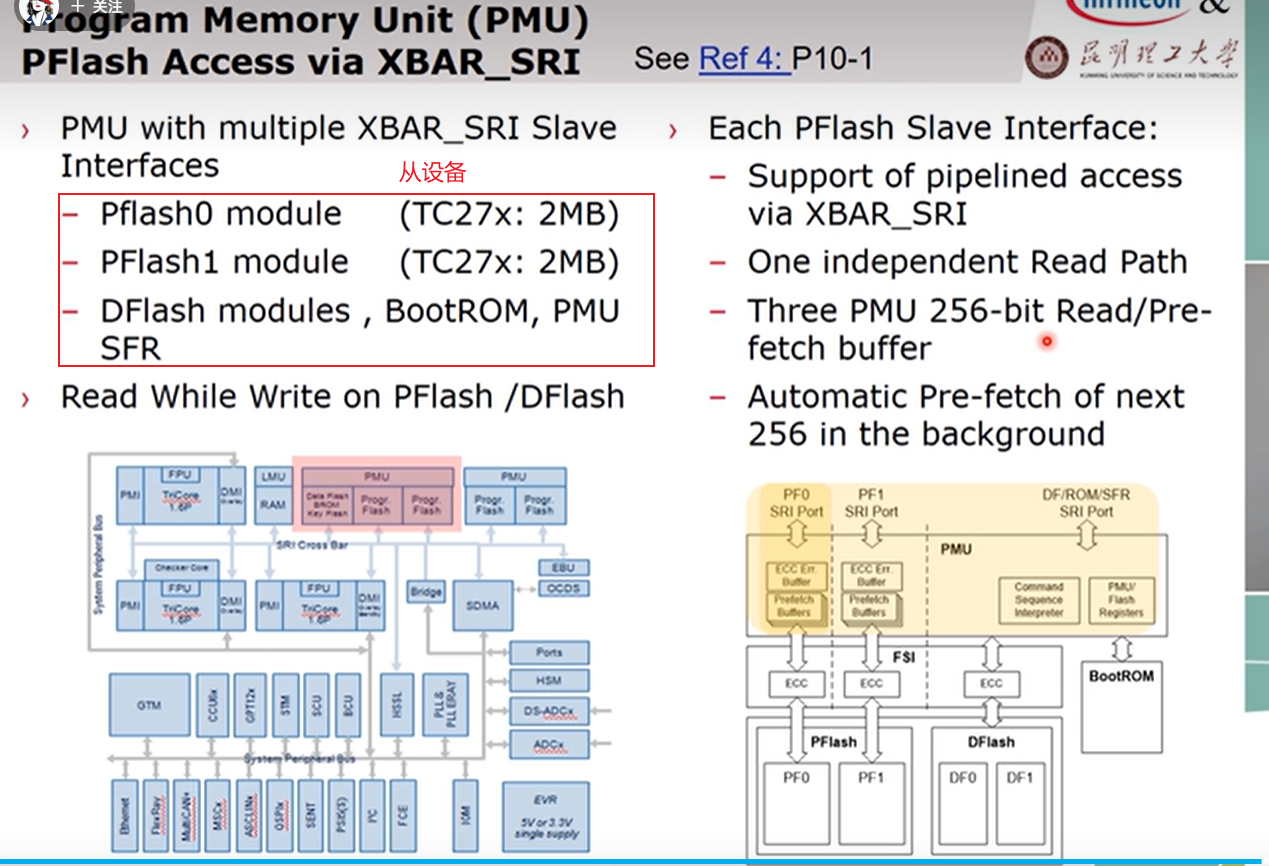 + 关注
Program Memory Unit (PMU)
PFlash Access via XBAR_SRI
See Ref 4: P10-1
infineon &
昆明理工大学
KUNMING UNIVERSITY OF SCIENCE AND TECHNOLOGY
› PMU with multiple XBAR_SRI Slave
Interfaces
从设备
– Pflash0 module (TC27x: 2MB)
– PFlash1 module (TC27x: 2MB)
– DFlash modules , BootROM, PMU
SFR
› Read While Write on PFlash /DFlash
› Each PFlash Slave Interface:
– Support of pipelined access
via XBAR_SRI
– One independent Read Path
– Three PMU 256-bit Read/Pre-
fetch buffer
– Automatic Pre-fetch of next
256 in the background
FPU
PMI
TriCore
1.6P
DMI
Overlay
LMU
RAM
PMU
Data Flash
BROM
Key Flash
Progr.
Flash
Progr.
Flash
PMU
Progr.
Flash
Progr.
Flash
System Peripheral Bus
SRI Cross Bar
Checker Core
PMI
FPU
TriCore
1.6P
DMI
Overlay
PMI
FPU
TriCore
1.6P
DMI
Overlay
Bridge
SDMA
EBU
OCDS
Ports
HSM
DS-ADCx
ADCx
GTM
CCU6x
GPT12x
STM
SCU
BCU
HSSL
PLL &
PLL ERAY
System Peripheral Bus
Ethernet
FlexRay
MultiCAN+
MSCx
ASCLINx
QSPIx
SENT
PSI5(S)
I²C
FCE
IOM
EVR
5V or 3.3V
single supply
PF0
SRI Port
PF1
SRI Port
DF/ROM/SFR
SRI Port
PMU
ECC Err.
Buffer
Prefetch
Buffers
ECC Err.
Buffer
Prefetch
Buffers
Command
Sequence
Interpreter
PMU/
Flash
Registers
FSI
ECC
ECC
ECC
BootROM
PFlash
DFlash
PF0
PF1
DF0
DF1